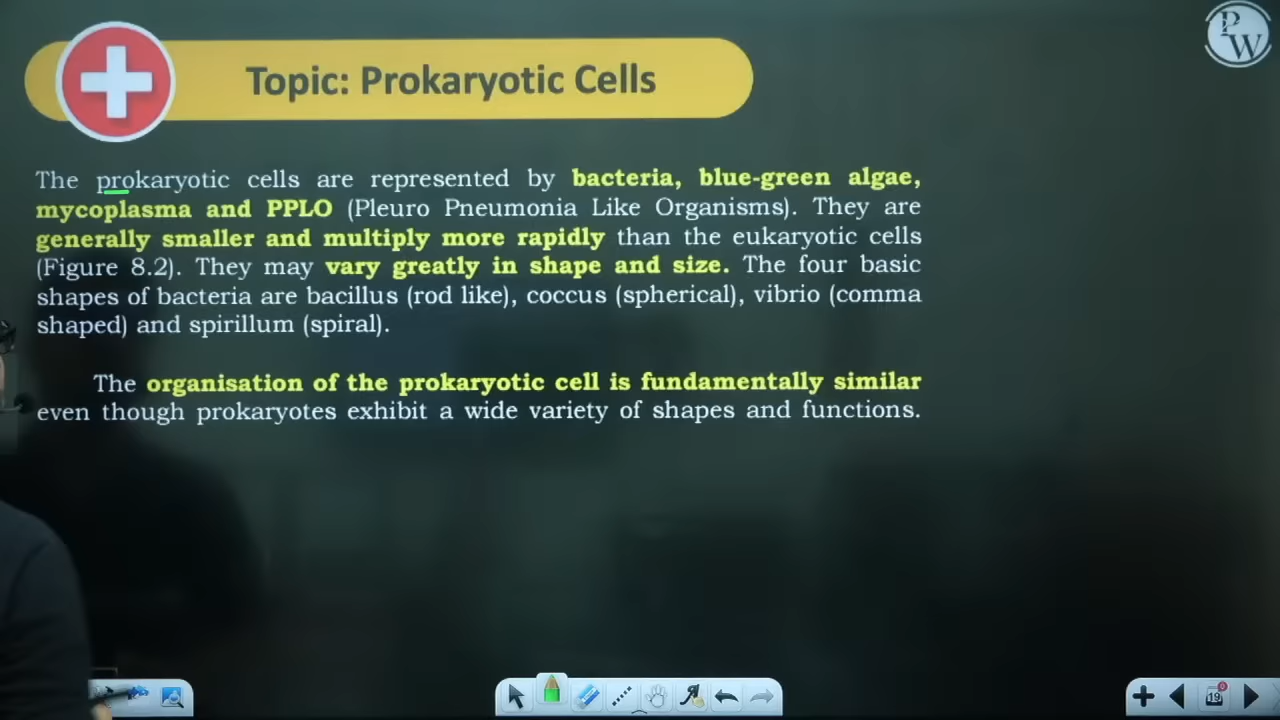 P
W
Topic: Prokaryotic Cells
The prokaryotic cells are represented by bacteria, blue-green algae,
mycoplasma and PPLO (Pleuro Pneumonia Like Organisms). They are
generally smaller and multiply more rapidly than the eukaryotic cells
(Figure 8.2). They may vary greatly in shape and size. The four basic
shapes of bacteria are bacillus (rod like), coccus (spherical), vibrio (comma
shaped) and spirillum (spiral).
The organisation of the prokaryotic cell is fundamentally similar
even though prokaryotes exhibit a wide variety of shapes and functions.
19